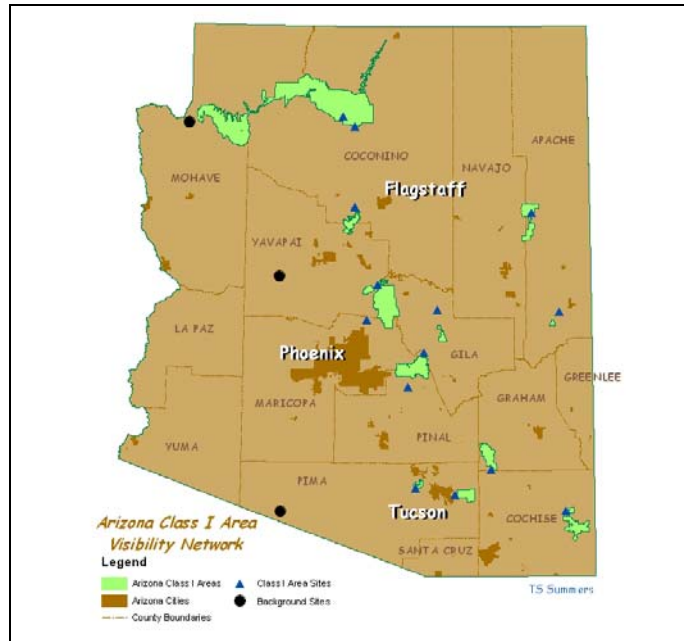 APACHE
COCONINO
NAVAJO
MOHAVE
Flagstaff
YAVAPAI
LA PAZ
Phoenix
GILA
GREENLEE
GRAHAM
MARICOPA
PINAL
YUMA
PIMA
Tucson
COCHISE
SANTA CRUZ
Arizona Class I Area
Visibility Network
Legend
Arizona Class I Areas
Class I Area Sites
Arizona Cities
Background Sites
County Boundaries
TS Summers